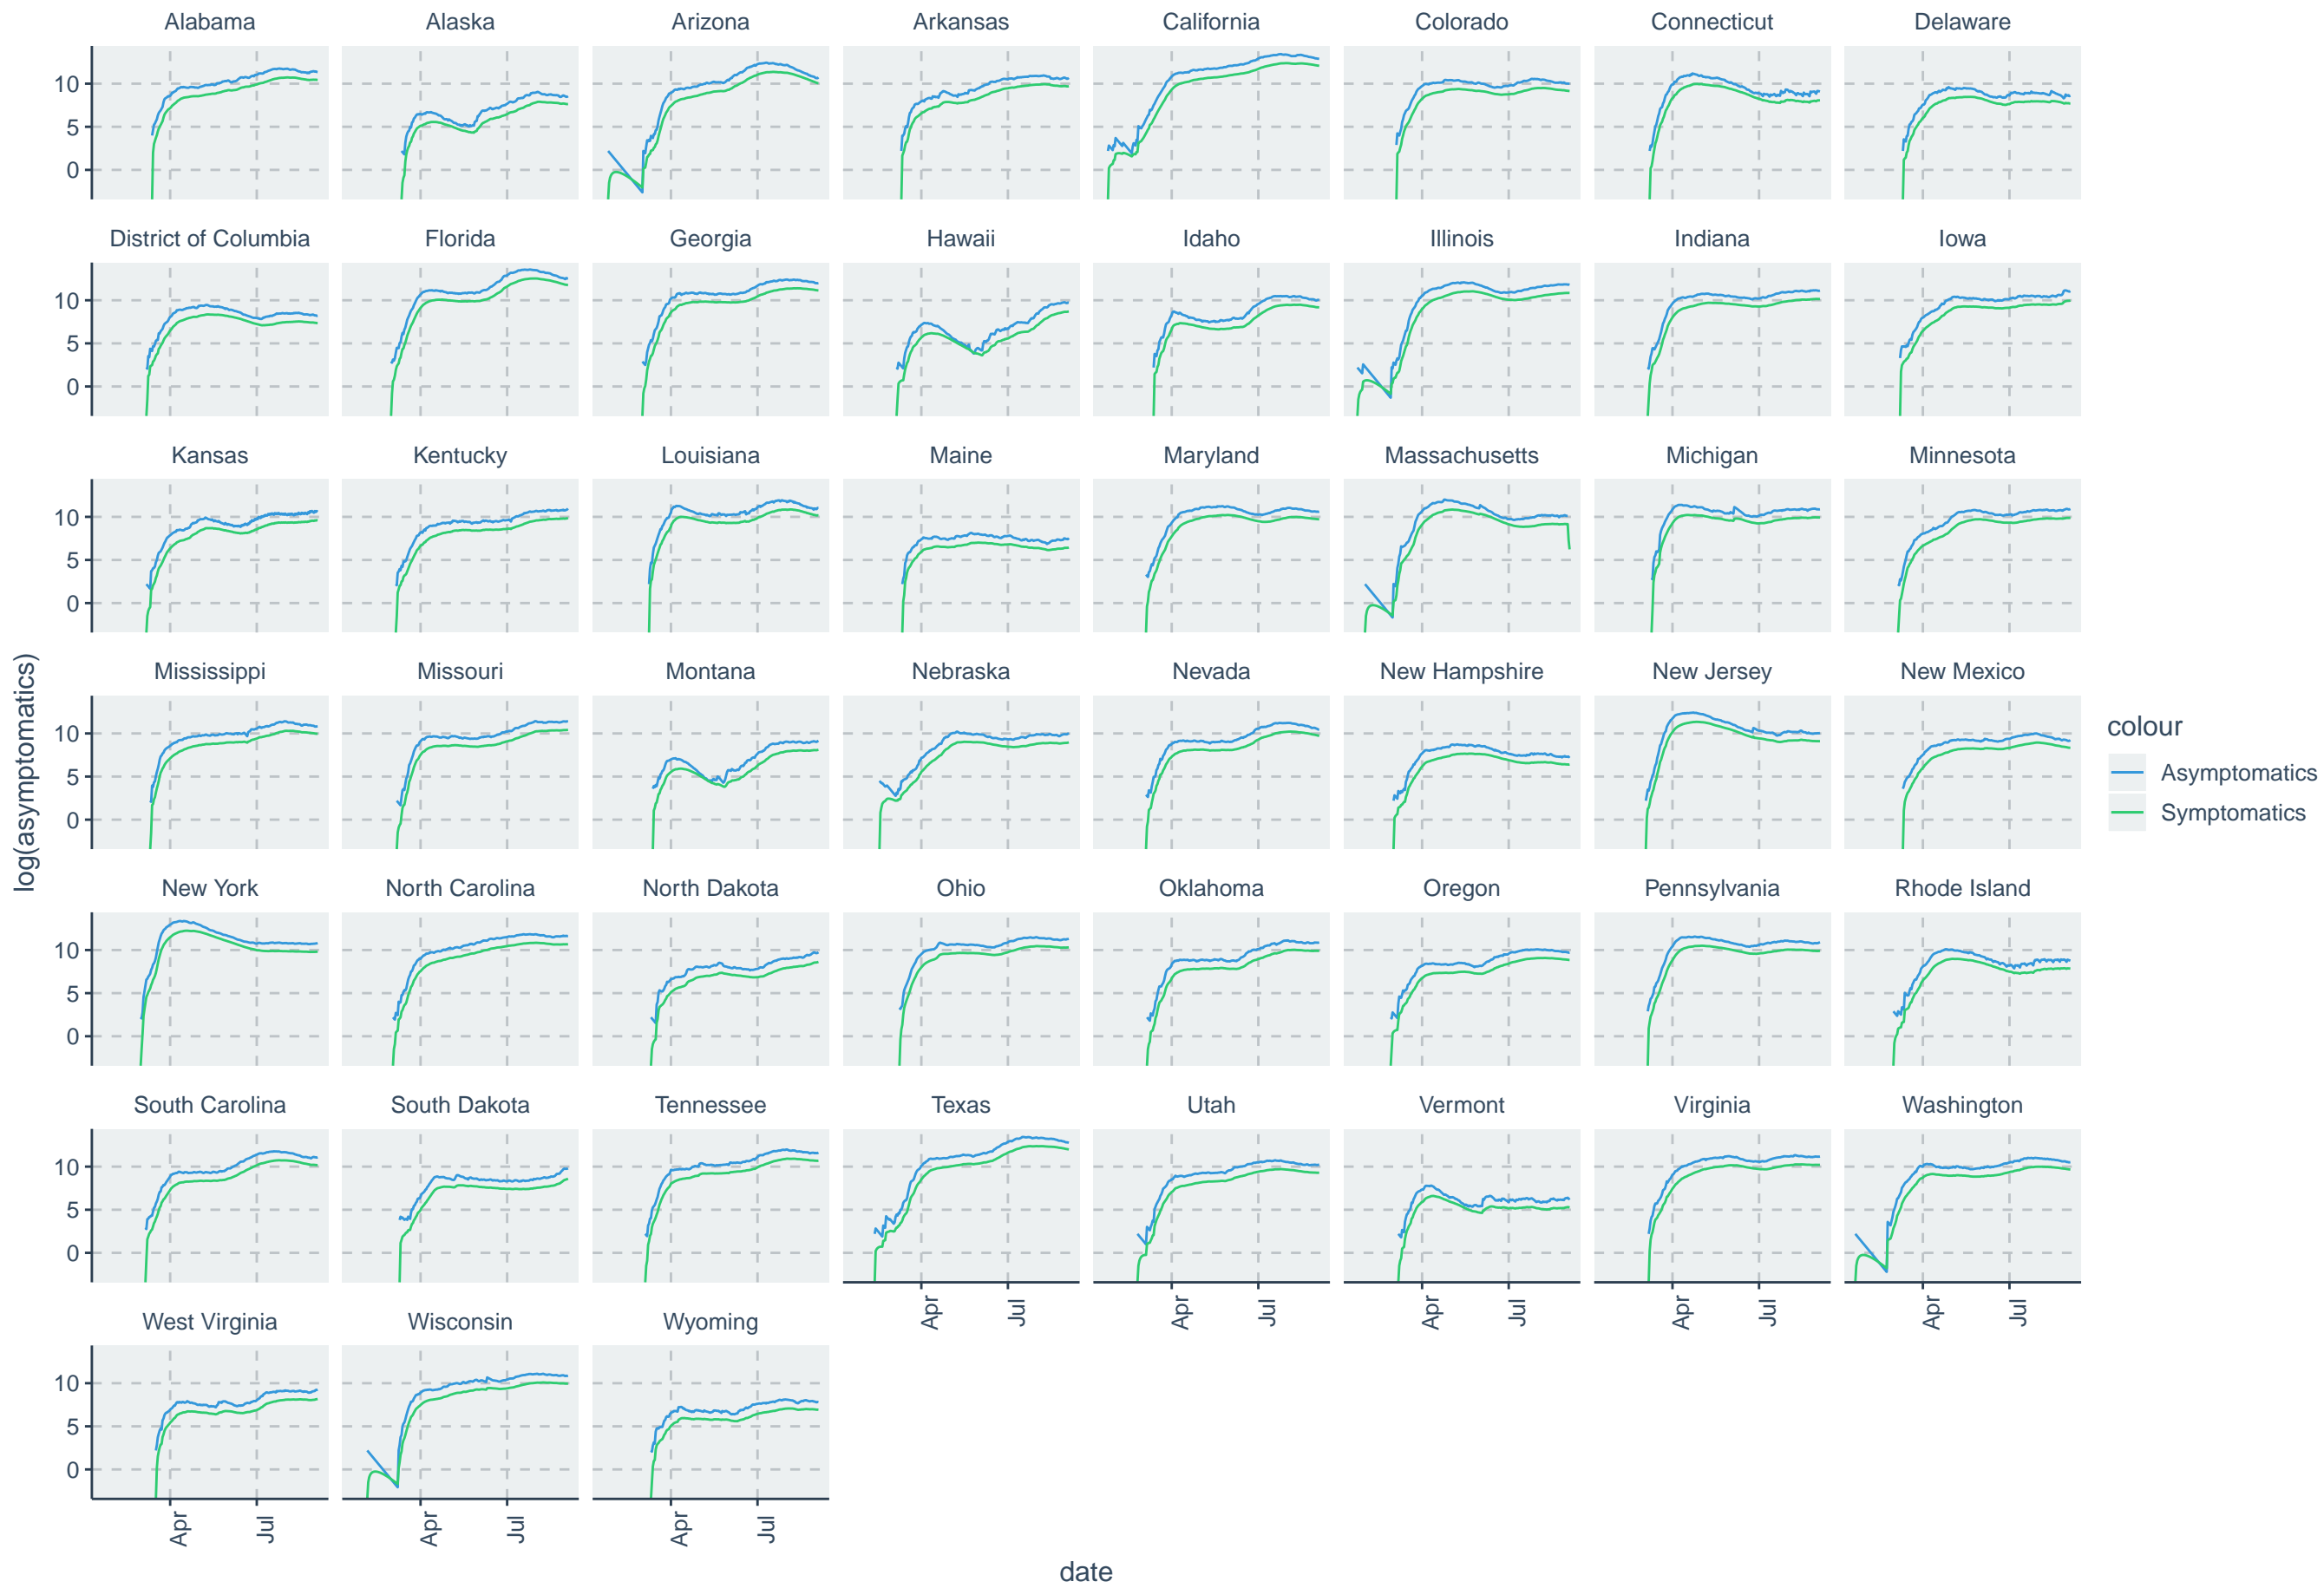 Alabama Alaska Arizona Arkansas California Colorado Connecticut Delaware
10
5
0
District of Columbia Florida Georgia Hawaii Idaho Illinois Indiana Iowa
10
5
0
Kansas Kentucky Louisiana Maine Maryland Massachusetts Michigan Minnesota
10
5
0
Mississippi Missouri Montana Nebraska Nevada New Hampshire New Jersey New Mexico
10
5
0
New York North Carolina North Dakota Ohio Oklahoma Oregon Pennsylvania Rhode Island
10
5
0
South Carolina South Dakota Tennessee Texas Utah Vermont Virginia Washington
10
5
0
Apr Jul Apr Jul Apr Jul Apr Jul Apr Jul
West Virginia Wisconsin Wyoming
10
5
0
Apr Jul Apr Jul Apr Jul
date
log(asymptomatics)
colour
Asymptomatics
Symptomatics